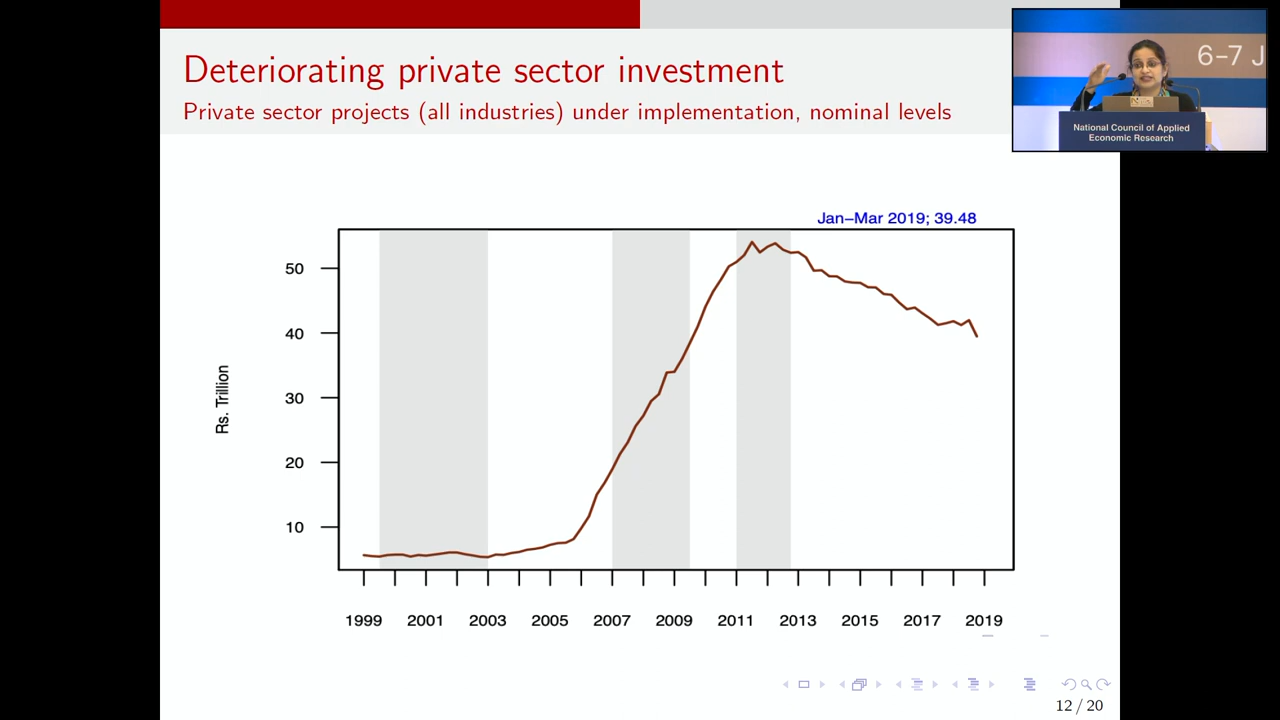 Deteriorating private sector investment
Private sector projects (all industries) under implementation, nominal levels
6-7 J
National Council of Applied
Economic Research
Jan–Mar 2019; 39.48
50
40
30
20
10
Rs. Trillion
1999 2001 2003 2005 2007 2009 2011 2013 2015 2017 2019
12 / 20